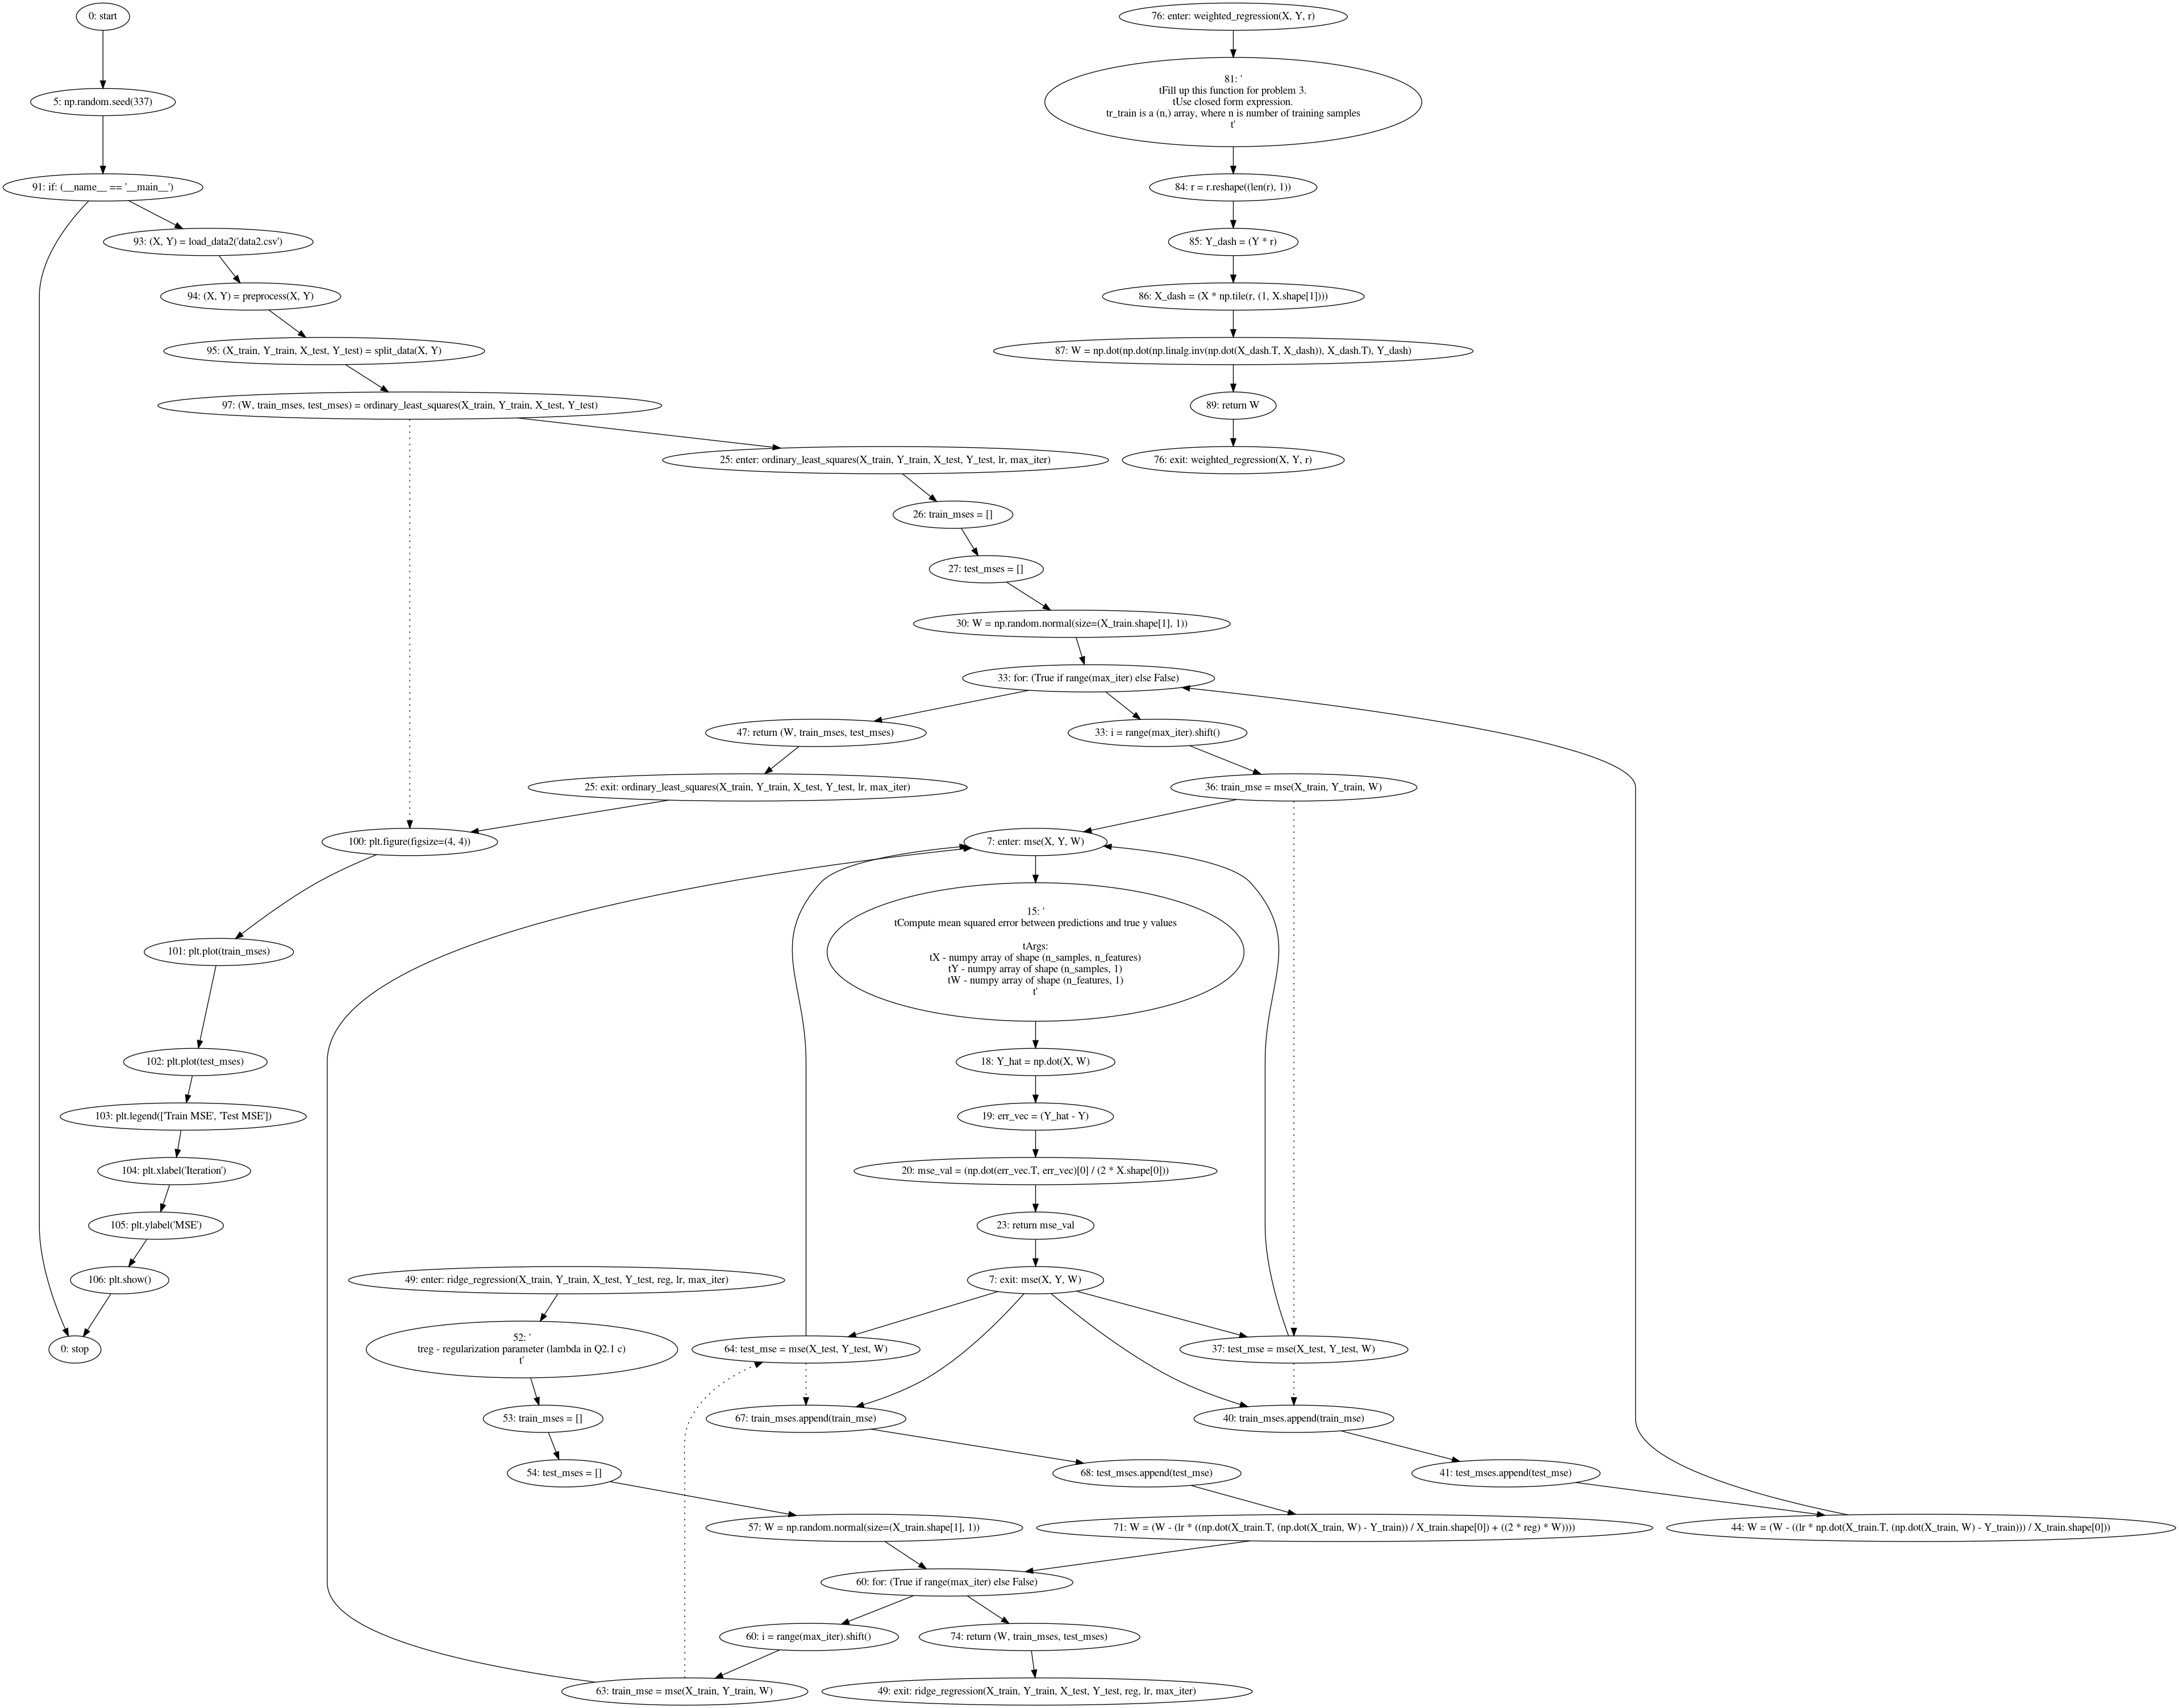 0: start
76: enter: weighted_regression(X, Y, r)
81: '
tFill up this function for problem 3.
tUse closed form expression.
tr_train is a (n,) array, where n is number of training samples
t'
5: np.random.seed(337)
91: if: (__name__ == '__main__')
84: r = r.reshape((len(r), 1))
93: (X, Y) = load_data2('data2.csv')
85: Y_dash = (Y * r)
94: (X, Y) = preprocess(X, Y)
86: X_dash = (X * np.tile(r, (1, X.shape[1])))
95: (X_train, Y_train, X_test, Y_test) = split_data(X, Y)
87: W = np.dot(np.dot(np.linalg.inv(np.dot(X_dash.T, X_dash)), X_dash.T), Y_dash)
97: (W, train_mses, test_mses) = ordinary_least_squares(X_train, Y_train, X_test, Y_test)
89: return W
25: enter: ordinary_least_squares(X_train, Y_train, X_test, Y_test, lr, max_iter)
76: exit: weighted_regression(X, Y, r)
26: train_mses = []
27: test_mses = []
30: W = np.random.normal(size=(X_train.shape[1], 1))
33: for: (True if range(max_iter) else False)
47: return (W, train_mses, test_mses)
33: i = range(max_iter).shift()
25: exit: ordinary_least_squares(X_train, Y_train, X_test, Y_test, lr, max_iter)
36: train_mse = mse(X_train, Y_train, W)
100: plt.figure(figsize=(4, 4))
7: enter: mse(X, Y, W)
101: plt.plot(train_mses)
15: '
tCompute mean squared error between predictions and true y values
tArgs:
tX - numpy array of shape (n_samples, n_features)
tY - numpy array of shape (n_samples, 1)
tW - numpy array of shape (n_features, 1)
t'
102: plt.plot(test_mses)
18: Y_hat = np.dot(X, W)
103: plt.legend(['Train MSE', 'Test MSE'])
19: err_vec = (Y_hat - Y)
104: plt.xlabel('Iteration')
20: mse_val = (np.dot(err_vec.T, err_vec)[0] / (2 * X.shape[0]))
105: plt.ylabel('MSE')
23: return mse_val
106: plt.show()
49: enter: ridge_regression(X_train, Y_train, X_test, Y_test, reg, lr, max_iter)
7: exit: mse(X, Y, W)
0: stop
52: '
treg - regularization parameter (lambda in Q2.1 c)
t'
64: test_mse = mse(X_test, Y_test, W)
37: test_mse = mse(X_test, Y_test, W)
53: train_mses = []
67: train_mses.append(train_mse)
40: train_mses.append(train_mse)
54: test_mses = []
68: test_mses.append(test_mse)
41: test_mses.append(test_mse)
57: W = np.random.normal(size=(X_train.shape[1], 1))
71: W = (W - (lr * ((np.dot(X_train.T, (np.dot(X_train, W) - Y_train)) / X_train.shape[0]) + ((2 * reg) * W))))
44: W = (W - ((lr * np.dot(X_train.T, (np.dot(X_train, W) - Y_train))) / X_train.shape[0]))
60: for: (True if range(max_iter) else False)
60: i = range(max_iter).shift()
74: return (W, train_mses, test_mses)
63: train_mse = mse(X_train, Y_train, W)
49: exit: ridge_regression(X_train, Y_train, X_test, Y_test, reg, lr, max_iter)